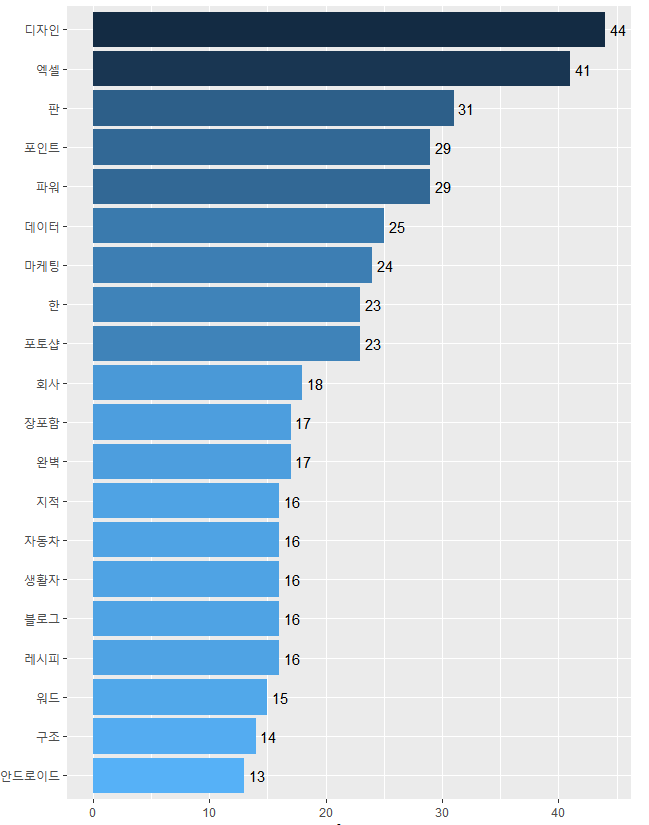 디자인 44
엑셀 41
판 31
포인트 29
파워 29
데이터 25
마케팅 24
한 23
포토샵 23
회사 18
장포함 17
완벽 17
지적 16
자동차 16
생활자 16
블로그 16
레시피 16
워드 15
구조 14
안드로이드 13
0 10 20 30 40